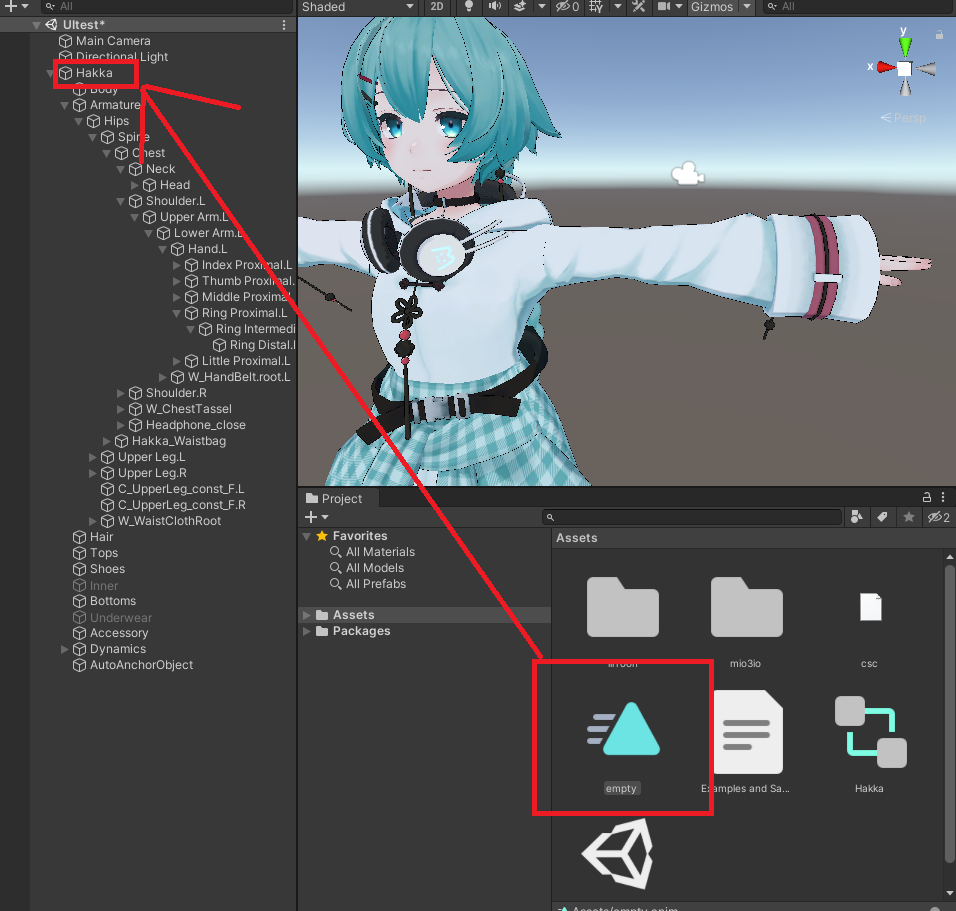 All
Shaded
2D
0
Gizmos
All
UItest*
Main Camera
Directional Light
Hakka
Body
Armature
Hips
Spine
Chest
Neck
Head
Shoulder.L
Upper Arm.L
Lower Arm.L
Hand.L
Index Proximal.L
Thumb Proximal.
Middle Proximal
Ring Proximal.L
Ring Intermedi
Ring Distal.
Little Proximal.L
W_HandBelt.root.L
Shoulder.R
W_ChestTassel
Headphone_close
Hakka_Waistbag
Upper Leg.L
Upper Leg.R
C_UpperLeg_const_F.L
C_UpperLeg_const_F.R
W_WaistClothRoot
Hair
Tops
Shoes
Inner
Bottoms
Underwear
Accessory
Dynamics
AutoAnchorObject
y
x
Persp
Project
2
Favorites
All Materials
All Models
All Prefabs
Assets
Packages
Assets
mio3io
csc
empty
Examples and Sa...
Hakka
Assets/empty.anim